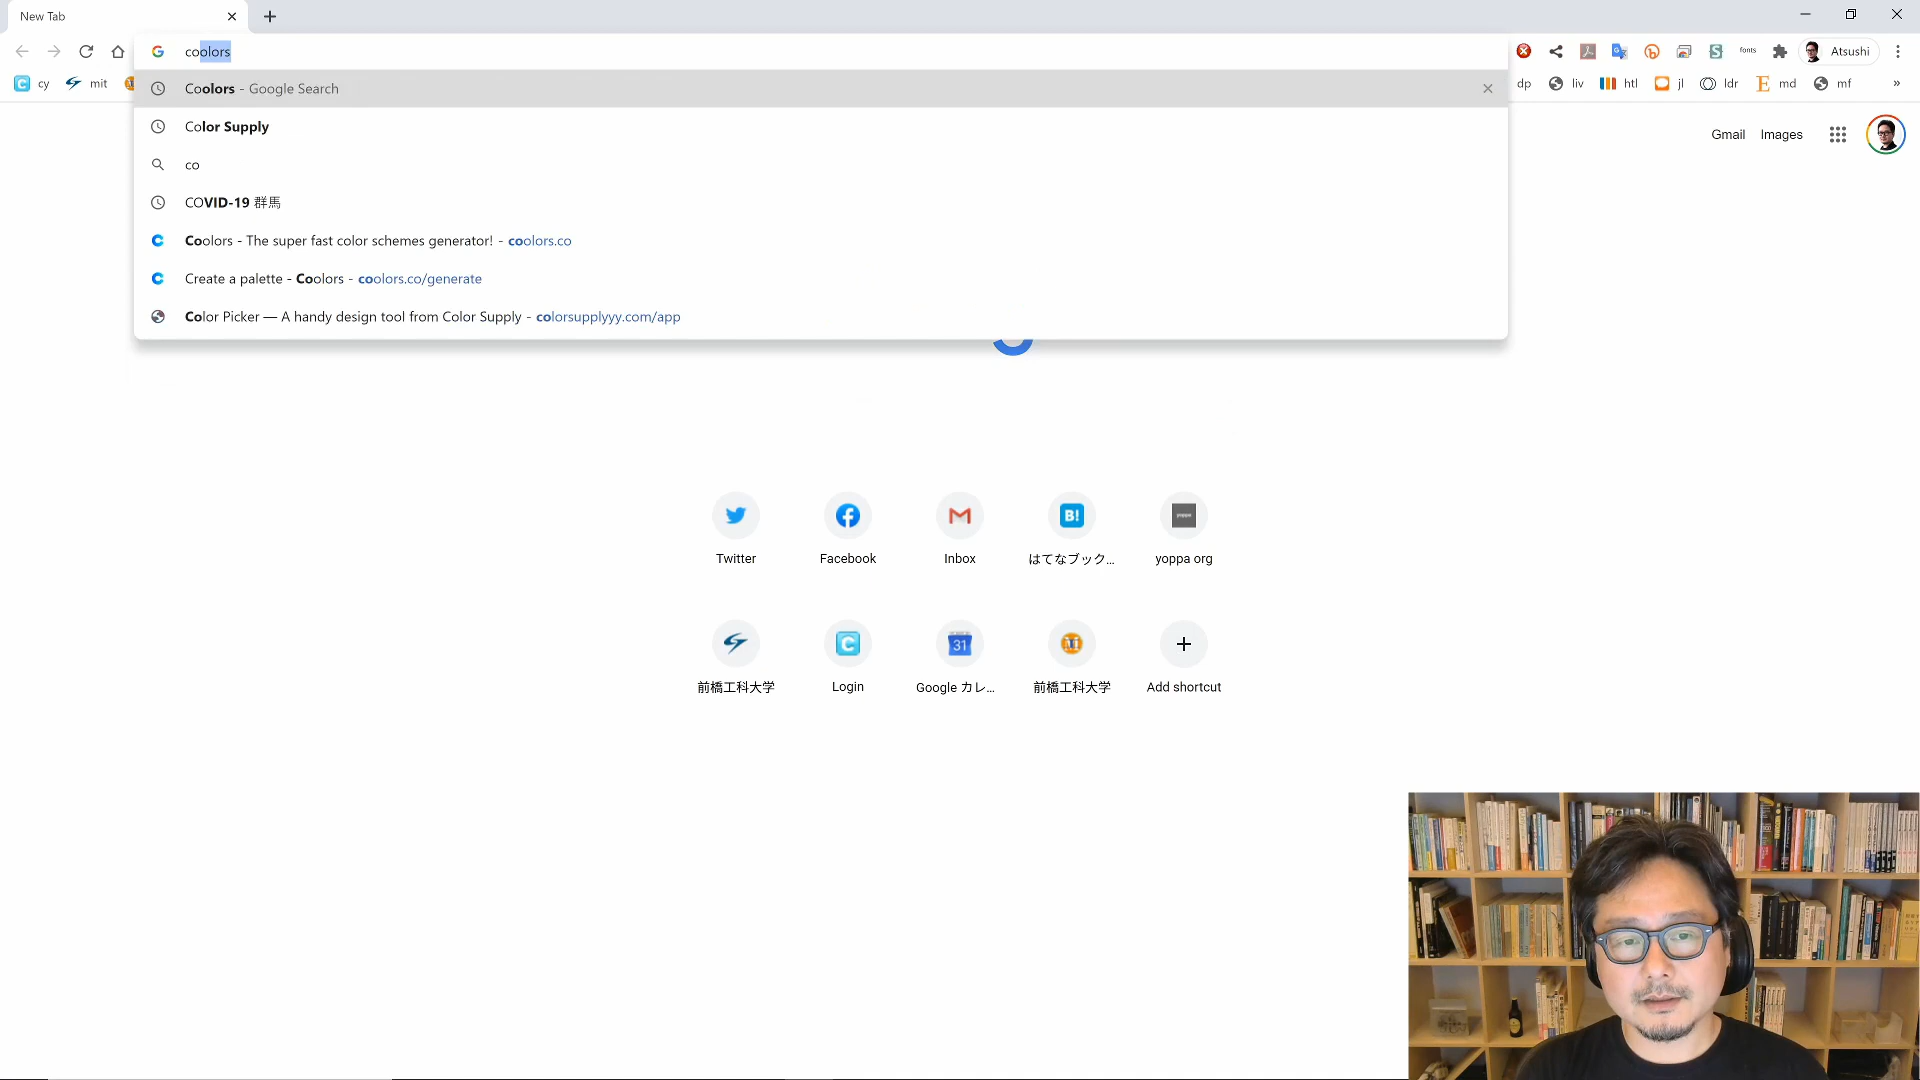 New Tab
coolors
fonts
Atsushi
cy
mit
dp
liv
htl
jl
ldr
md
mf
»
Coolors - Google Search
Color Supply
co
COVID-19 群馬
Coolors - The super fast color schemes generator! - coolors.co
Create a palette - Coolors - coolors.co/generate
Color Picker — A handy design tool from Color Supply - colorsupplyyy.com/app
Gmail
Images
B!
Twitter
Facebook
Inbox
はてなブック...
yoppa org
C
31
前橋工科大学
Login
Google カレ...
前橋工科大学
Add shortcut